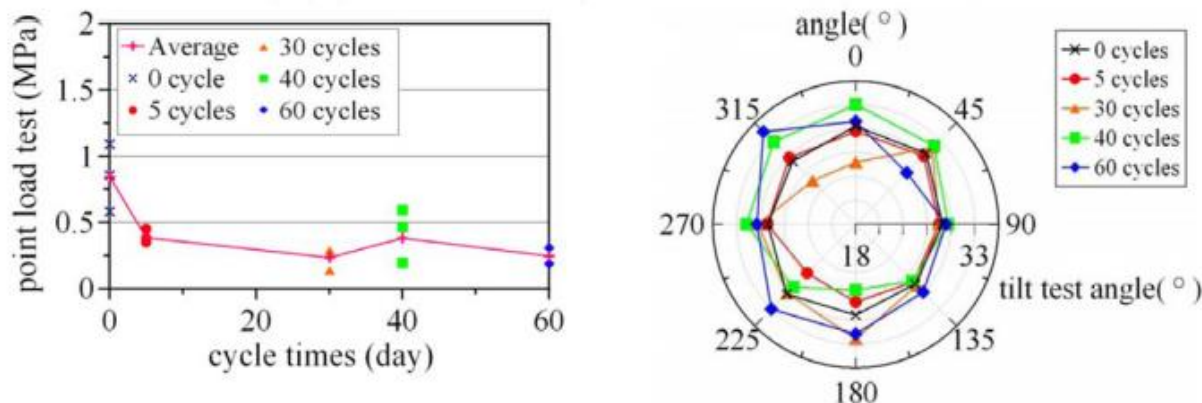 point load test (MPa)
2
1.5
1
0.5
0
Average
0 cycle
5 cycles
30 cycles
40 cycles
60 cycles
0 20 40 60
cycle times (day)
angle(°)
0
45
90
135
180
225
270
315
18 33
tilt test angle(°)
0 cycles
5 cycles
30 cycles
40 cycles
60 cycles